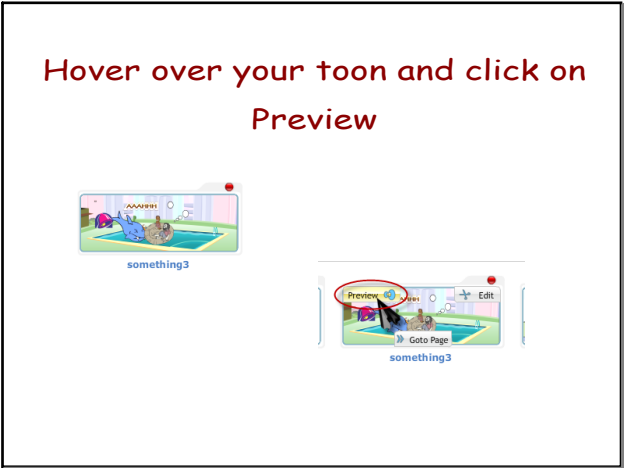 Hover over your toon and click on
Preview
AAAHHH
something3
Preview
Edit
Goto Page
something3